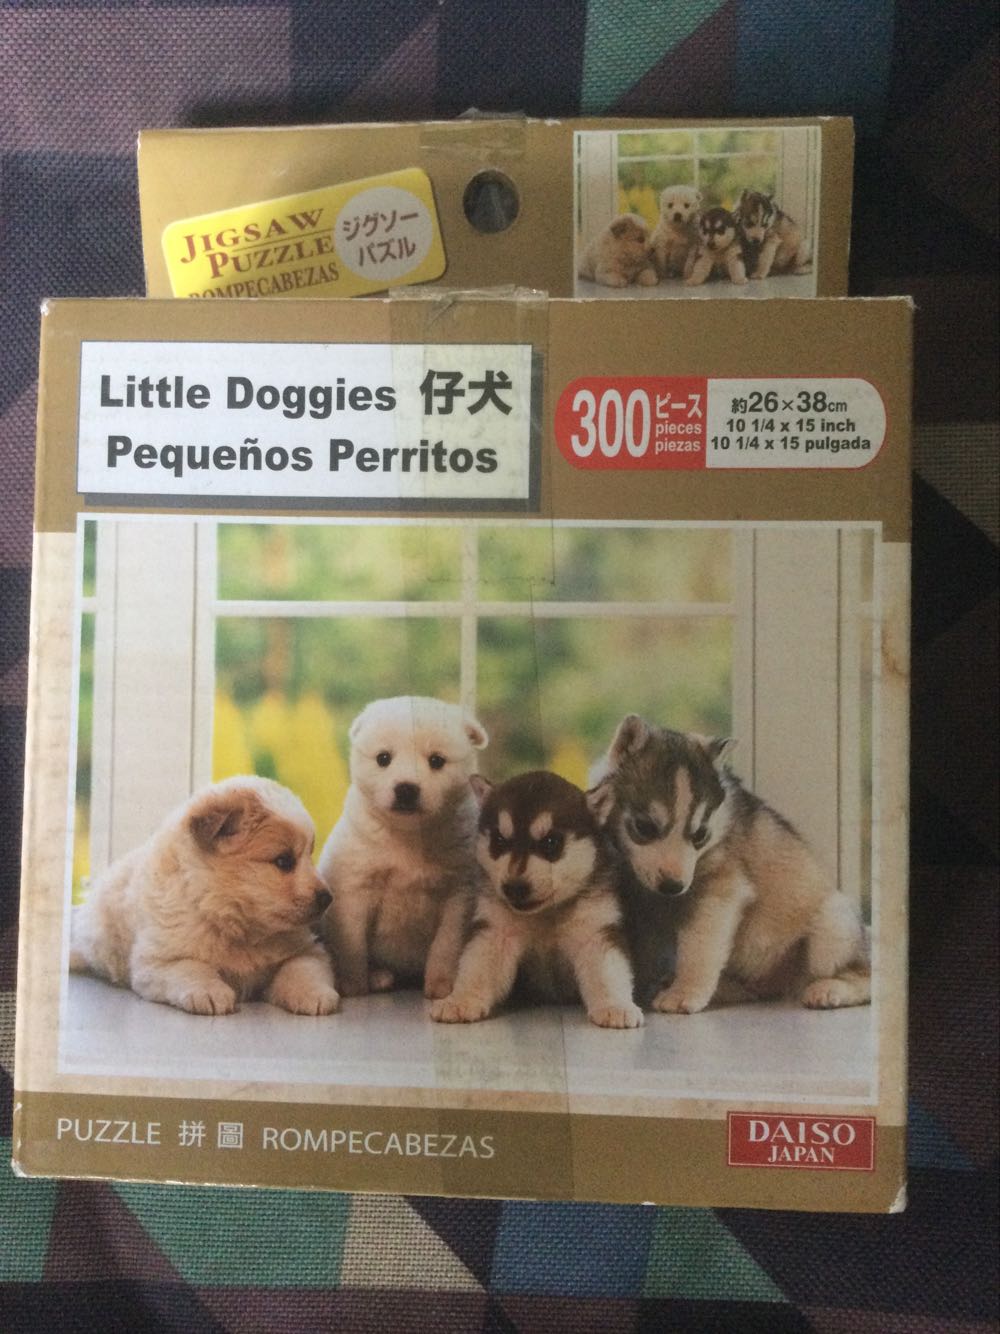 JIGSAW
PUZZLE
ROMPECABEZAS
ジグソー
パズル
Little Doggies 仔犬
Pequeños Perritos
300 ピース
pieces
piezas
約26×38cm
10 1/4 x 15 inch
10 1/4 x 15 pulgada
PUZZLE 拼圖 ROMPECABEZAS
DAISO
JAPAN